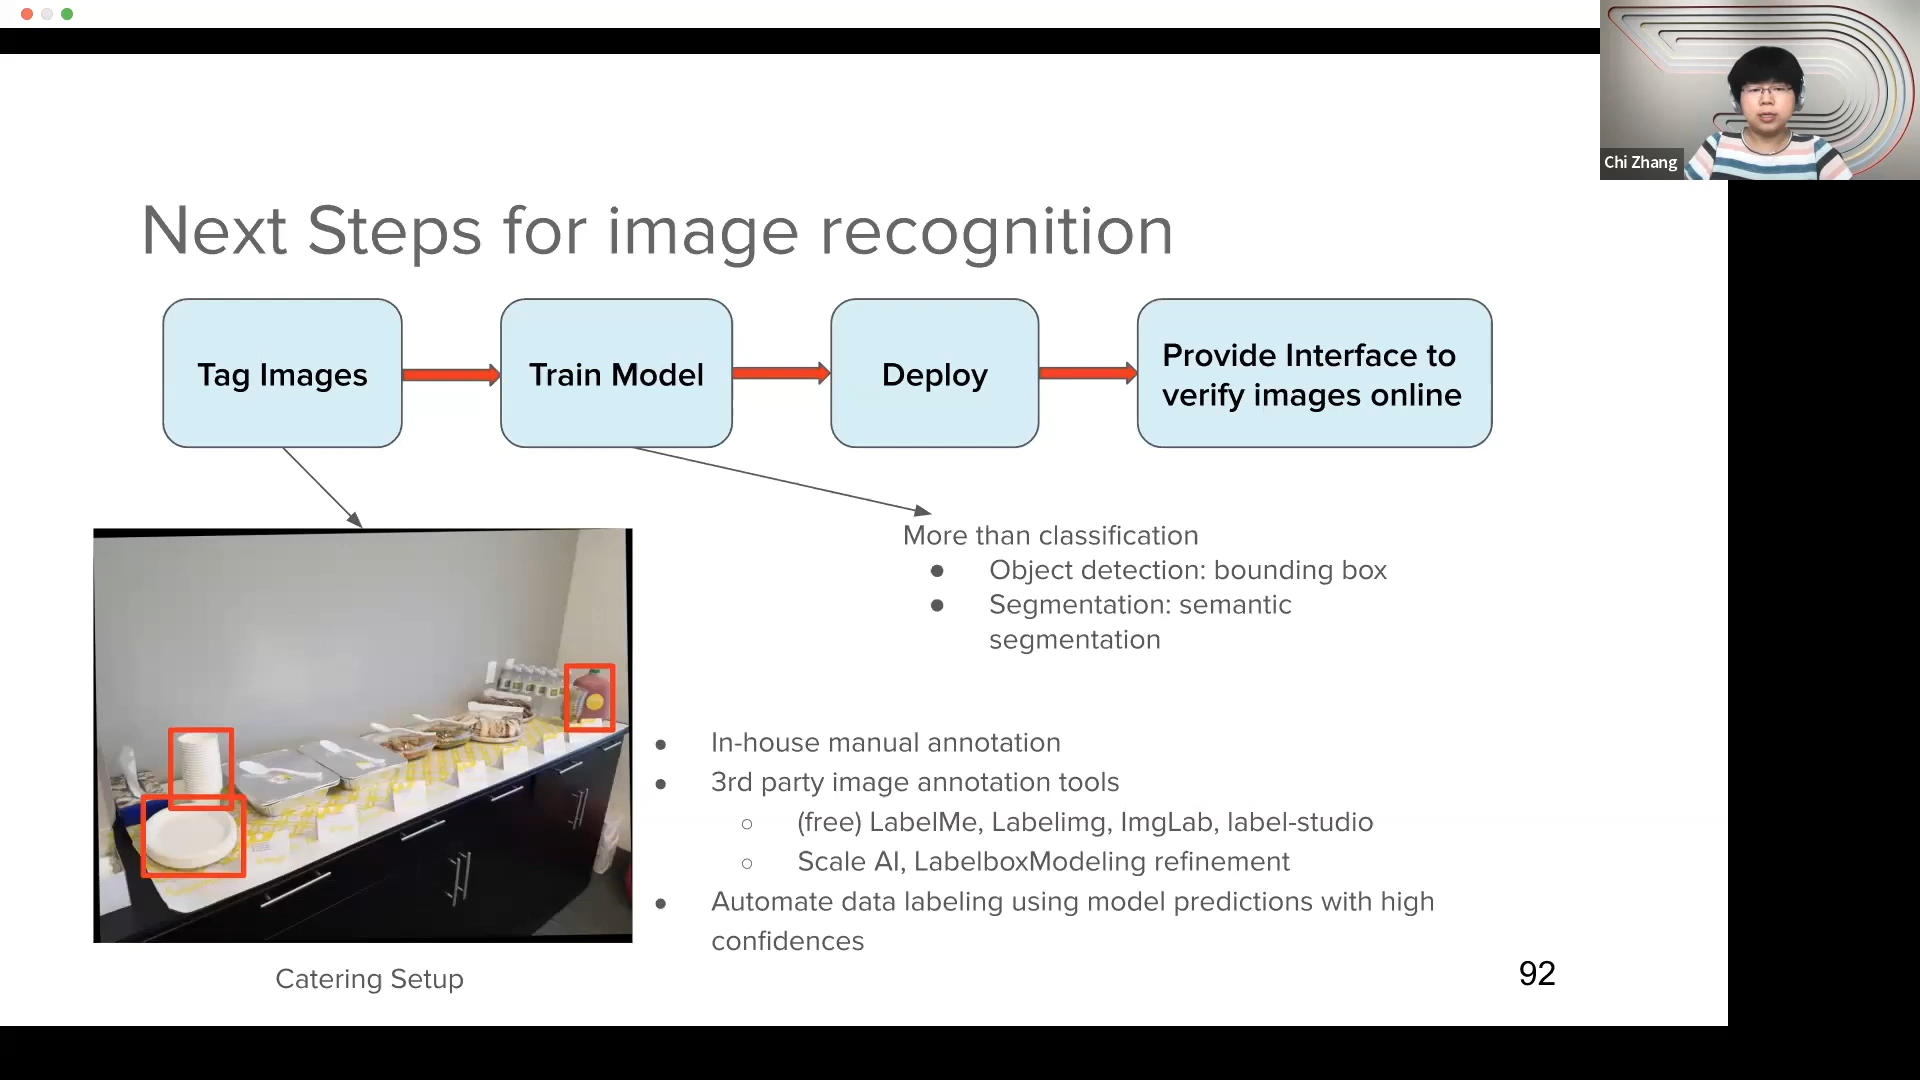 Chi Zhang
Next Steps for image recognition
Tag Images
Train Model
Deploy
Provide Interface to
verify images online
More than classification
● Object detection: bounding box
● Segmentation: semantic
segmentation
● In-house manual annotation
● 3rd party image annotation tools
○ (free) LabelMe, Labelimg, ImgLab, label-studio
○ Scale AI, LabelboxModeling refinement
● Automate data labeling using model predictions with high
confidences
Catering Setup
92